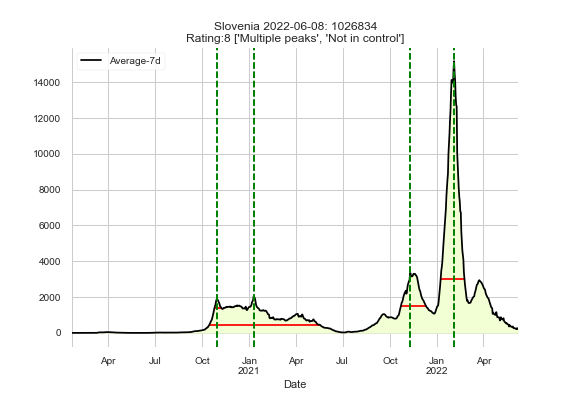 Slovenia 2022-06-08: 1026834
Rating:8 ['Multiple peaks', 'Not in control']
Average-7d
14000
12000
10000
8000
6000
4000
2000
0
Apr Jul Oct Jan Apr Jul Oct Jan Apr
2021 2022
Date